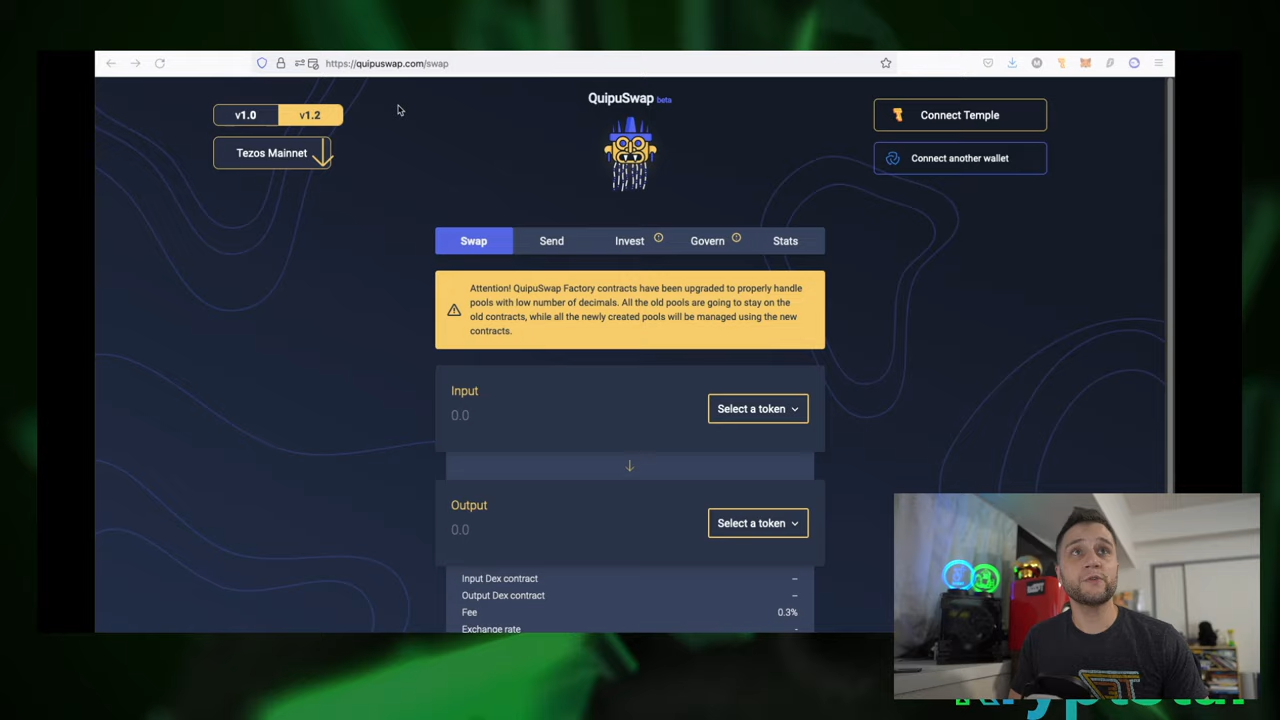 https://quipuswap.com/swap
v1.0
v1.2
QuipuSwap beta
Connect Temple
Tezos Mainnet
Connect another wallet
Swap
Send
Invest
Govern
Stats
Attention! QuipuSwap Factory contracts have been upgraded to properly handle
pools with low number of decimals. All the old pools are going to stay on the
old contracts, while all the newly created pools will be managed using the new
contracts.
Input
0.0
Select a token
Output
0.0
Select a token
Input Dex contract
–
Output Dex contract
–
Fee
0.3%
Exchange rate
-